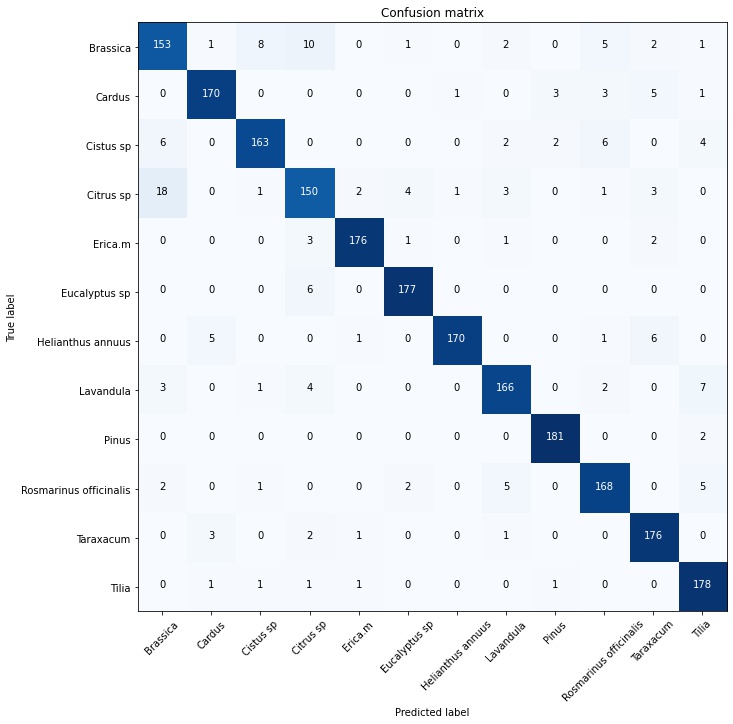 Confusion matrix
Brassica 153 1 8 10 0 1 0 2 0 5 2 1
Cardus 0 170 0 0 0 0 1 0 3 3 5 1
Cistus sp 6 0 163 0 0 0 0 2 2 6 0 4
Citrus sp 18 0 1 150 2 4 1 3 0 1 3 0
Erica.m 0 0 0 3 176 1 0 1 0 0 2 0
Eucalyptus sp 0 0 0 6 0 177 0 0 0 0 0 0
Helianthus annuus 0 5 0 0 1 0 170 0 0 1 6 0
Lavandula 3 0 1 4 0 0 0 166 0 2 0 7
Pinus 0 0 0 0 0 0 0 0 181 0 0 2
Rosmarinus officinalis 2 0 1 0 0 2 0 5 0 168 0 5
Taraxacum 0 3 0 2 1 0 0 1 0 0 176 0
Tilia 0 1 1 1 1 0 0 0 1 0 0 178
Brassica Cardus Cistus sp Citrus sp Erica.m Eucalyptus sp Helianthus annuus Lavandula Pinus Rosmarinus officinalis Taraxacum Tilia
True label
Predicted label